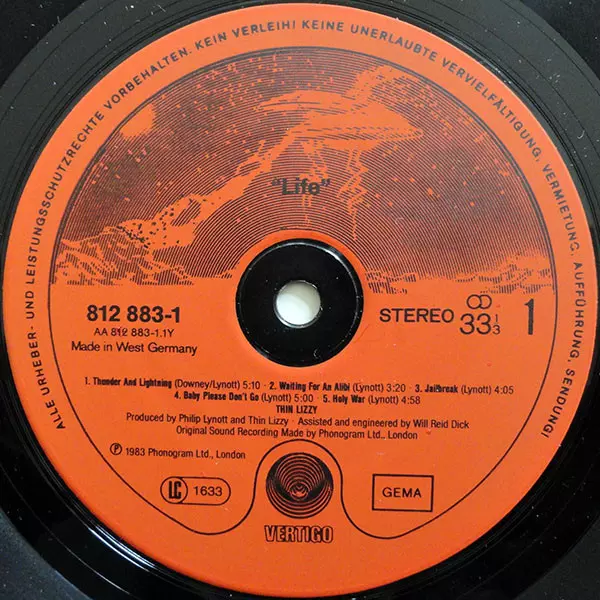 ALLE URHEBER- UND LEISTUNGSSCHUTZRECHTE VORBEHALTEN. KEIN VERLEIH! KEINE UNERLAUBTE VERVIELFÄLTIGUNG, VERMIETUNG, AUFFÜHRUNG, SENDUNG!
"Life"
812 883-1
AA 812 883-1.1Y
Made in West Germany
STEREO 33 1/3 1
1. Thunder And Lightning (Downey/Lynott) 5:10 · 2. Waiting For An Alibi (Lynott) 3:20 · 3. Jailbreak (Lynott) 4:05
4. Baby Please Don't Go (Lynott) 5:00 · 5. Holy War (Lynott) 4:58
THIN LIZZY
Produced by Philip Lynott and Thin Lizzy · Assisted and engineered by Will Reid Dick
Original Sound Recording Made by Phonogram Ltd., London
℗ 1983 Phonogram Ltd., London
LC 1633
GEMA
VERTIGO